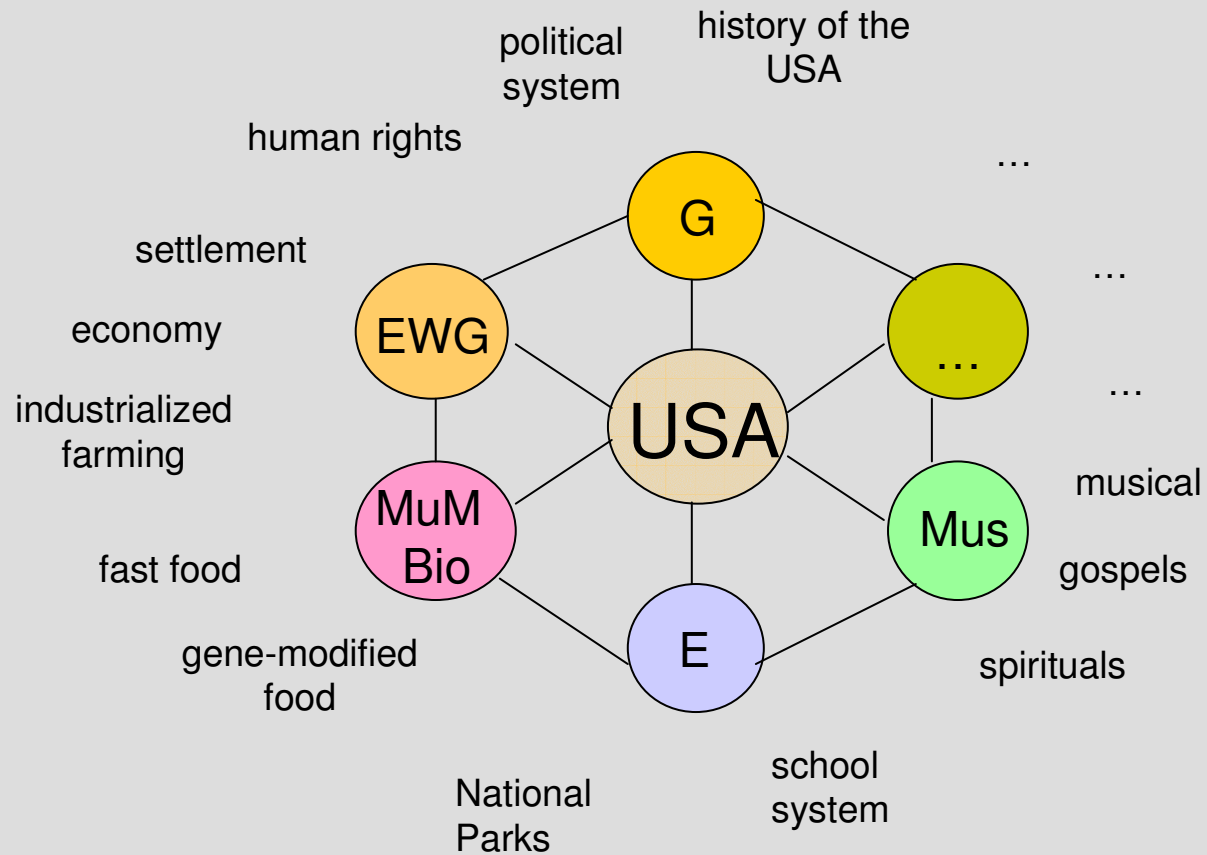 political
system
history of the
USA
human rights
...
G
settlement
...
EWG
...
economy
USA
...
industrialized
farming
musical
MuM
Bio
Mus
fast food
gospels
E
gene-modified
food
spirituals
school
system
National
Parks